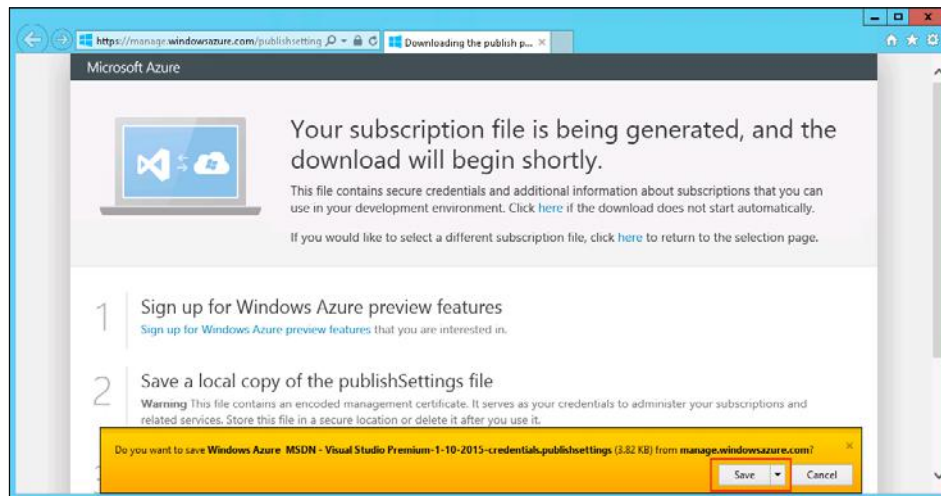 https://manage.windowsazure.com/publishsetting
Downloading the publish p...
Microsoft Azure
Your subscription file is being generated, and the
download will begin shortly.
This file contains secure credentials and additional information about subscriptions that you can
use in your development environment. Click here if the download does not start automatically.
If you would like to select a different subscription file, click here to return to the selection page.
1
Sign up for Windows Azure preview features
Sign up for Windows Azure preview features that you are interested in.
2
Save a local copy of the publishSettings file
Warning This file contains an encoded management certificate. It serves as your credentials to administer your subscriptions and
related services. Store this file in a secure location or delete it after you use it.
Do you want to save Windows Azure MSDN - Visual Studio Premium-1-10-2015-credentials.publishsettings (3.82 KB) from manage.windowsazure.com?
Save
Cancel